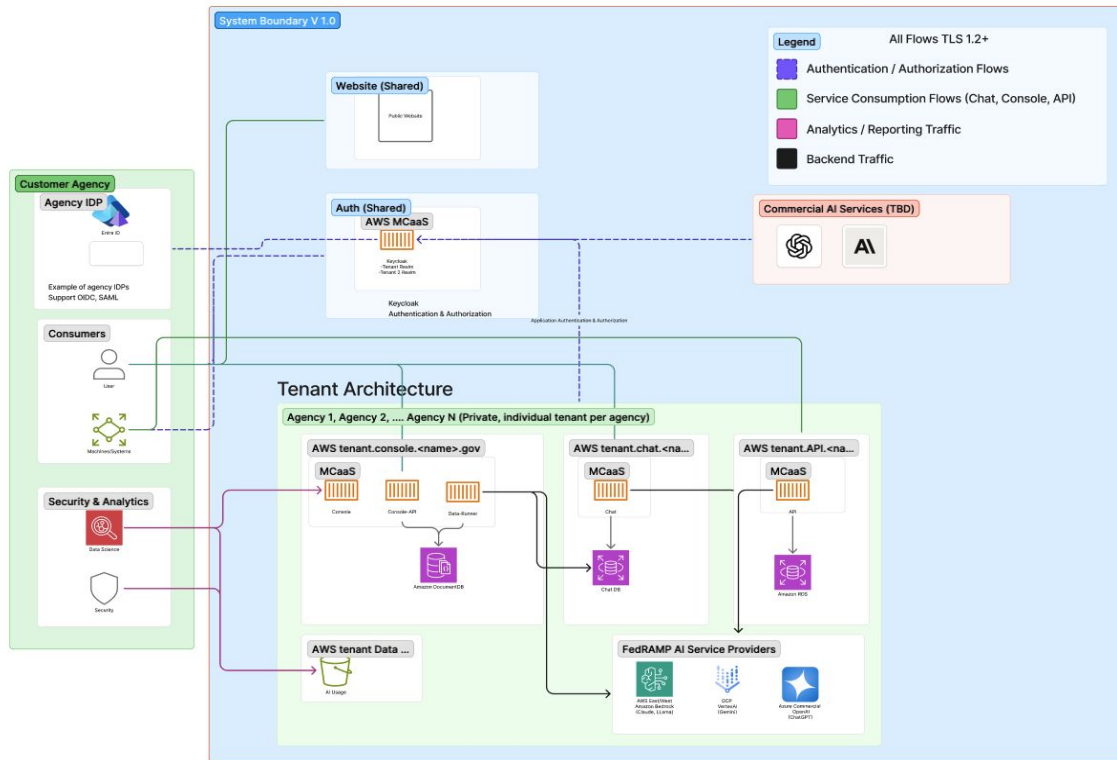 System Boundary V 1.0
Legend
All Flows TLS 1.2+
Authentication / Authorization Flows
Service Consumption Flows (Chat, Console, API)
Analytics / Reporting Traffic
Backend Traffic
Website (Shared)
Public Website
Customer Agency
Agency IDP
Entra ID
Example of agency IDPs
Support OIDC, SAML
Auth (Shared)
AWS MCaaS
Keycloak
-Tenant Realm
-Tenant 2 Realm
Keycloak
Authentication & Authorization
Commercial AI Services (TBD)
Application Authentication & Authorization
Consumers
User
Machines/Systems
Tenant Architecture
Agency 1, Agency 2, .... Agency N (Private, individual tenant per agency)
AWS tenant.console.<name>.gov
MCaaS
Console
Console-API
Data-Runner
Amazon DocumentDB
AWS tenant.chat.<na...
MCaaS
Chat
Chat DB
AWS tenant.API.<na...
MCaaS
API
Amazon RDS
Security & Analytics
Data Science
Security
AWS tenant Data ...
AI Usage
FedRAMP AI Service Providers
AWS East/West
Amazon Bedrock
(Claude, LLama)
GCP
VertexAI
(Gemini)
Azure Commercial
OpenAI
(ChatGPT)